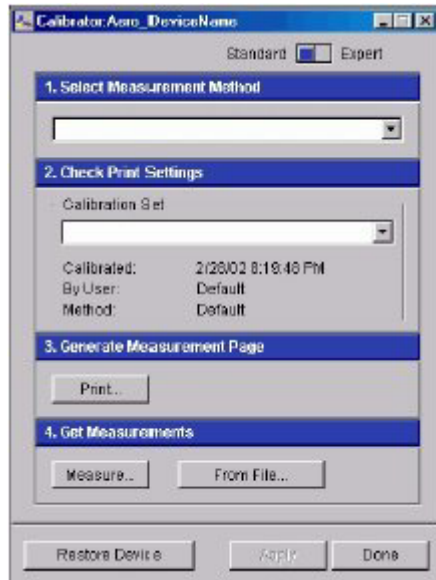 Calibrator:Aero_IDeviceName
Standard Expert
1. Select Measurement Method
2. Check Print Settings
Calibration Set
Calibrated: 2/28/02 8:19:48 PM
By User: Default
Method: Default
3. Generate Measurement Page
Print...
4. Get Measurements
Measure... From File...
Restore Device Apply Done